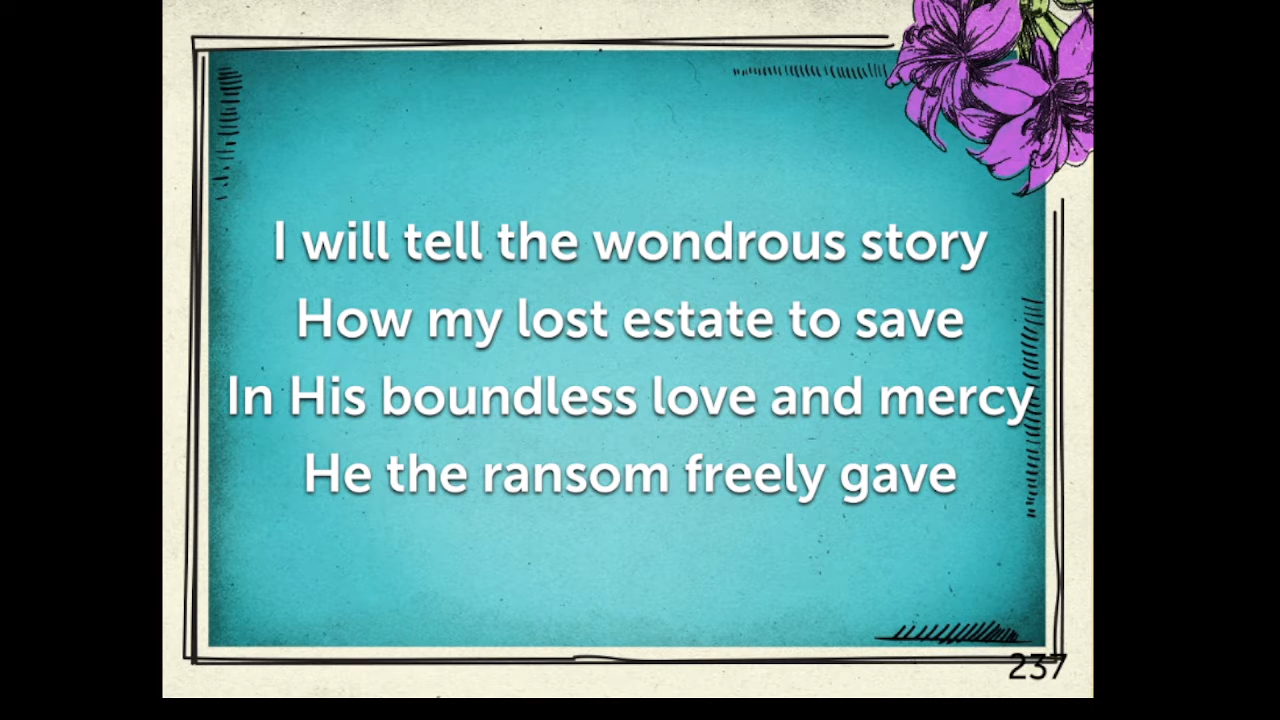 I will tell the wondrous story
How my lost estate to save
In His boundless love and mercy
He the ransom freely gave
237